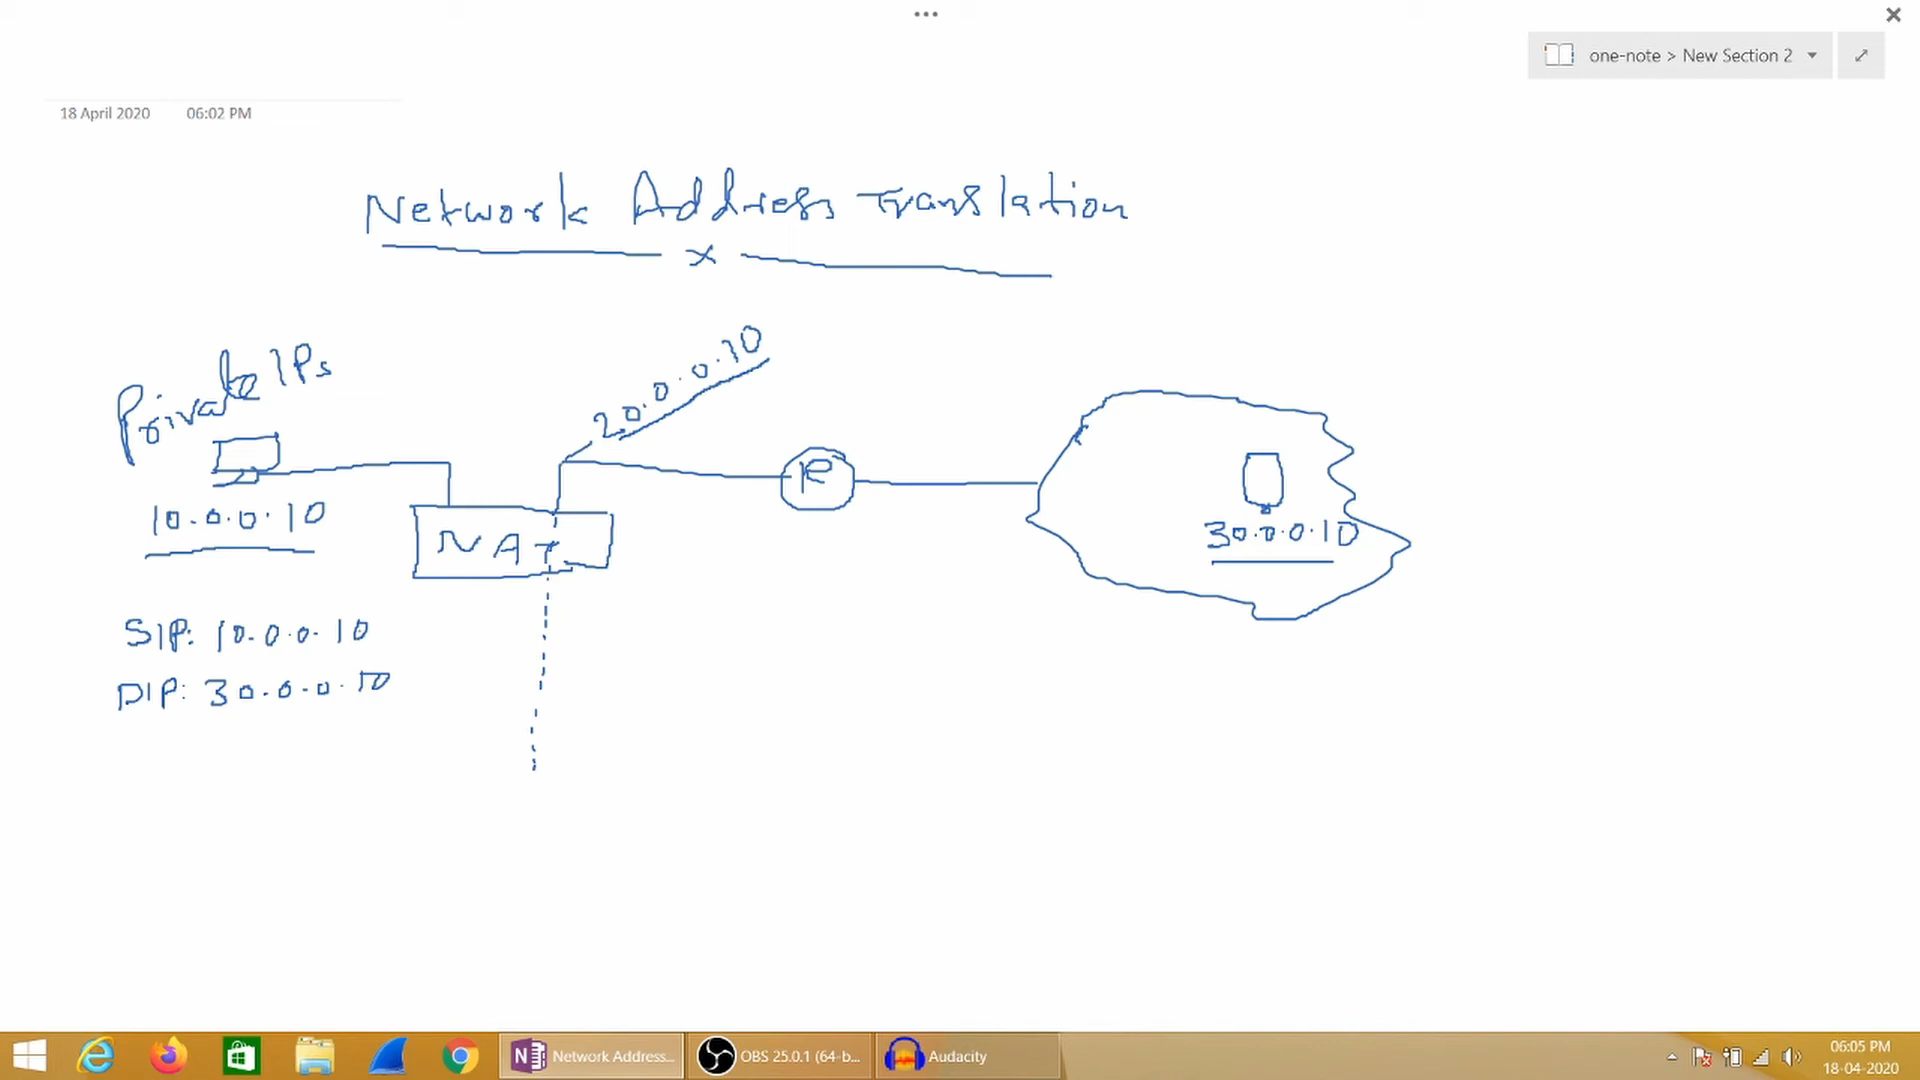 one-note > New Section 2
18 April 2020 06:02 PM
Network Address Translation
x
Private IPs
20.0.0.10
R
10.0.0.10
NAT
30.0.0.10
SIP: 10.0.0.10
DIP: 30.0.0.10
Network Address...
OBS 25.0.1 (64-b...
Audacity
06:05 PM
18-04-2020